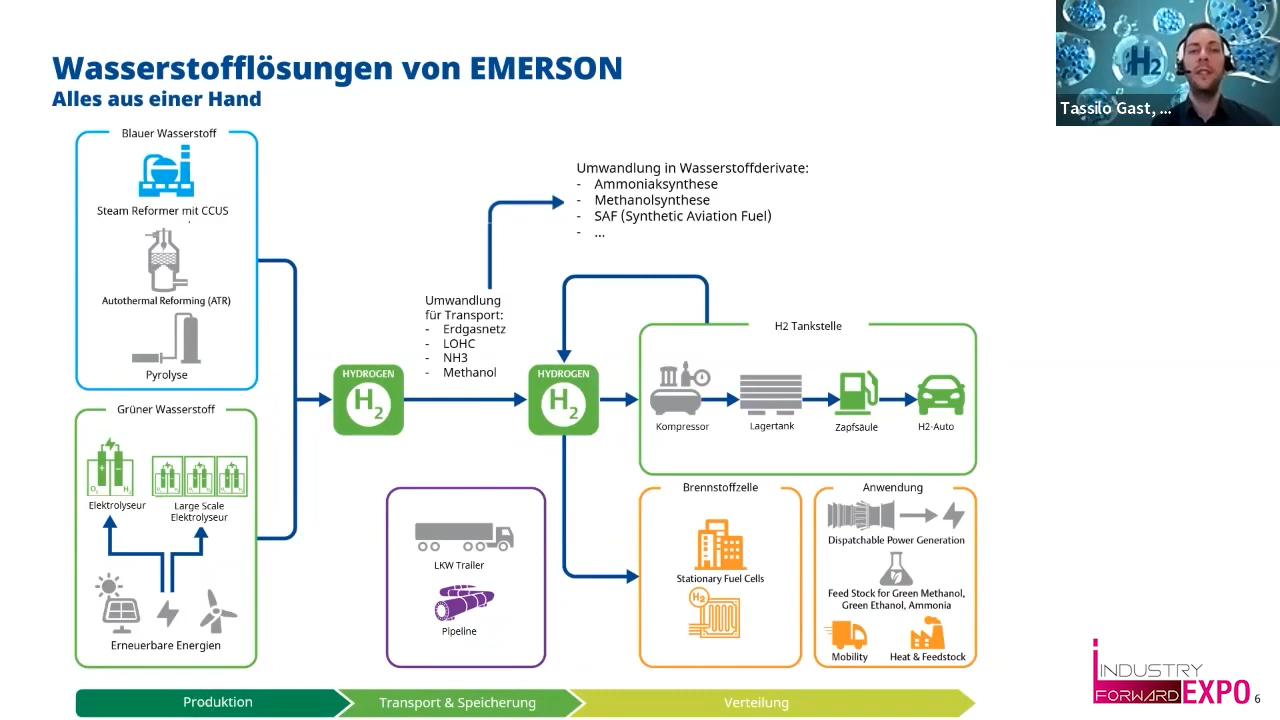 Wasserstofflösungen von EMERSON
Alles aus einer Hand
H2
Tassilo Gast, ...
Blauer Wasserstoff
Steam Reformer mit CCUS
Autothermal Reforming (ATR)
Pyrolyse
Grüner Wasserstoff
O₂ H₂
Elektrolyseur
Large Scale
Elektrolyseur
Erneuerbare Energien
HYDROGEN
H₂
Umwandlung
für Transport:
- Erdgasnetz
- LOHC
- NH3
- Methanol
Umwandlung in Wasserstoffderivate:
- Ammoniaksynthese
- Methanolsynthese
- SAF (Synthetic Aviation Fuel)
- ...
HYDROGEN
H₂
LKW Trailer
Pipeline
H2 Tankstelle
Kompressor
Lagertank
Zapfsäule
H2-Auto
Brennstoffzelle
Stationary Fuel Cells
H₂
Anwendung
Dispatchable Power Generation
Feed Stock for Green Methanol,
Green Ethanol, Ammonia
Mobility
Heat & Feedstock
Produktion
Transport & Speicherung
Verteilung
INDUSTRY
FORWARD EXPO
6